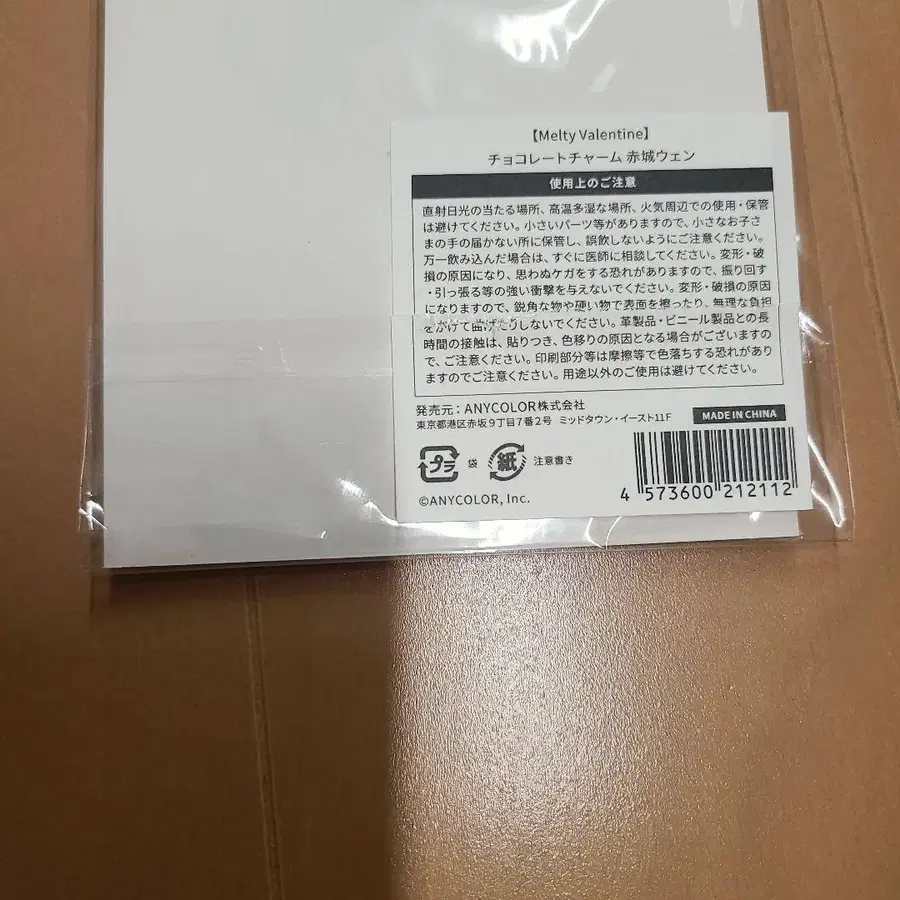 【Melty Valentine】
チョコレートチャーム 赤城ウェン
使用上のご注意
直射日光の当たる場所、高温多湿な場所、火気周辺での使用・保管
は避けてください。小さいパーツ等がありますので、小さなお子さ
まの手の届かない所に保管し、誤飲しないようにご注意ください。
万一飲み込んだ場合は、すぐに医師に相談してください。変形・破
損の原因になり、思わぬケガをする恐れがありますので、振り回す
・引っ張る等の強い衝撃を与えないでください。変形・破損の原因
になりますので、鋭角な物や硬い物で表面を擦ったり、無理な負担
をかけて曲げたりしないでください。革製品・ビニール製品との長
時間の接触は、貼りつき、色移りの原因となる場合がございますの
で、ご注意ください。印刷部分等は摩擦等で色落ちする恐れがあり
ますのでご注意ください。用途以外のご使用は避けてください。
発売元：ANYCOLOR株式会社
東京都港区赤坂9丁目7番2号 ミッドタウン・イースト11F
MADE IN CHINA
プラ 袋 紙 注意書き
©ANYCOLOR, Inc.
4 573600 212112